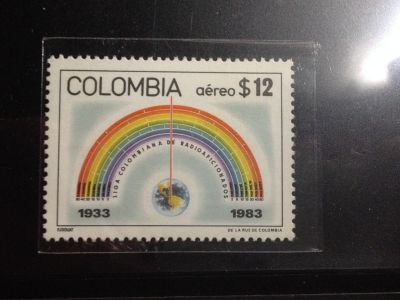 COLOMBIA aéreo $12
LIGA COLOMBIANA DE RADIOAFICIONADOS
1933 1983
DE LA RUE DE COLOMBIA